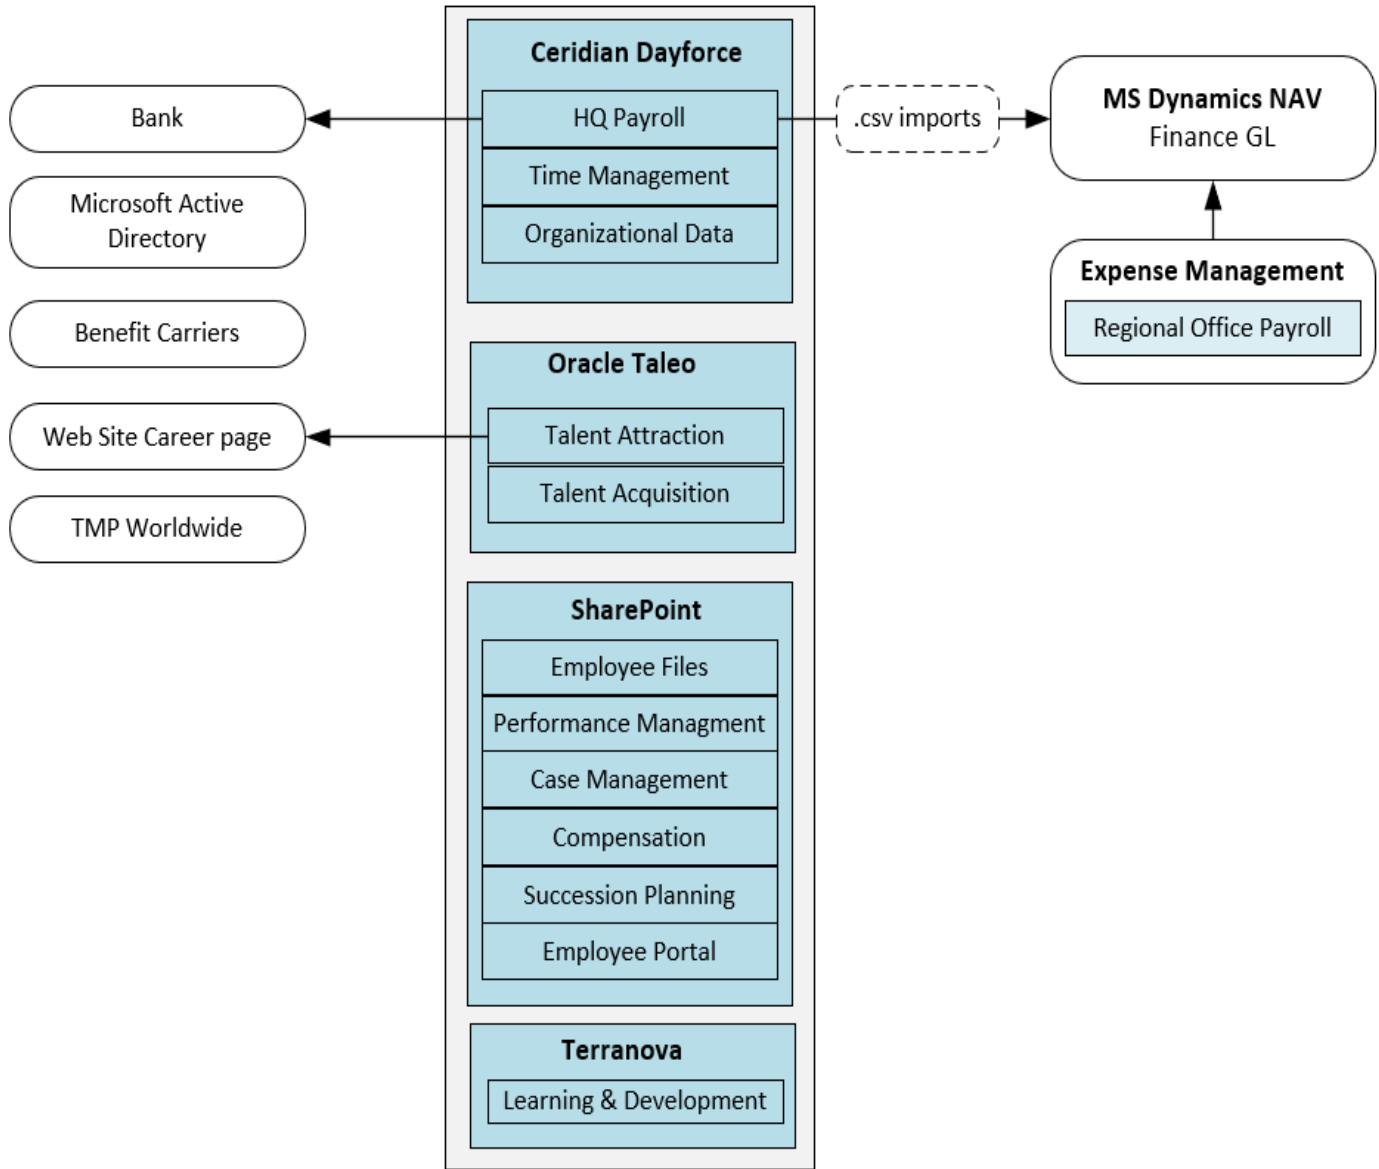 Bank
Microsoft Active
Directory
Benefit Carriers
Web Site Career page
TMP Worldwide
Ceridian Dayforce
HQ Payroll
Time Management
Organizational Data
Oracle Taleo
Talent Attraction
Talent Acquisition
SharePoint
Employee Files
Performance Managment
Case Management
Compensation
Succession Planning
Employee Portal
Terranova
Learning & Development
.csv imports
MS Dynamics NAV
Finance GL
Expense Management
Regional Office Payroll